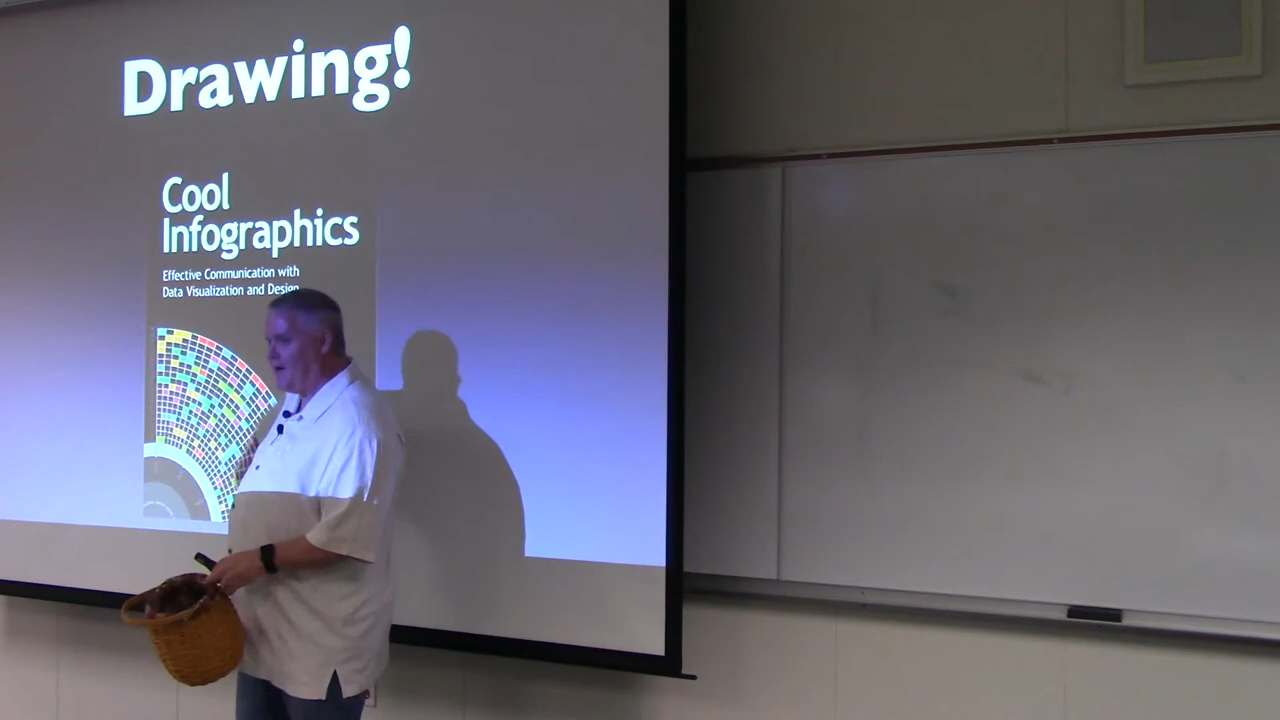 Drawing!
Cool
Infographics
Effective Communication with
Data Visualization and Design